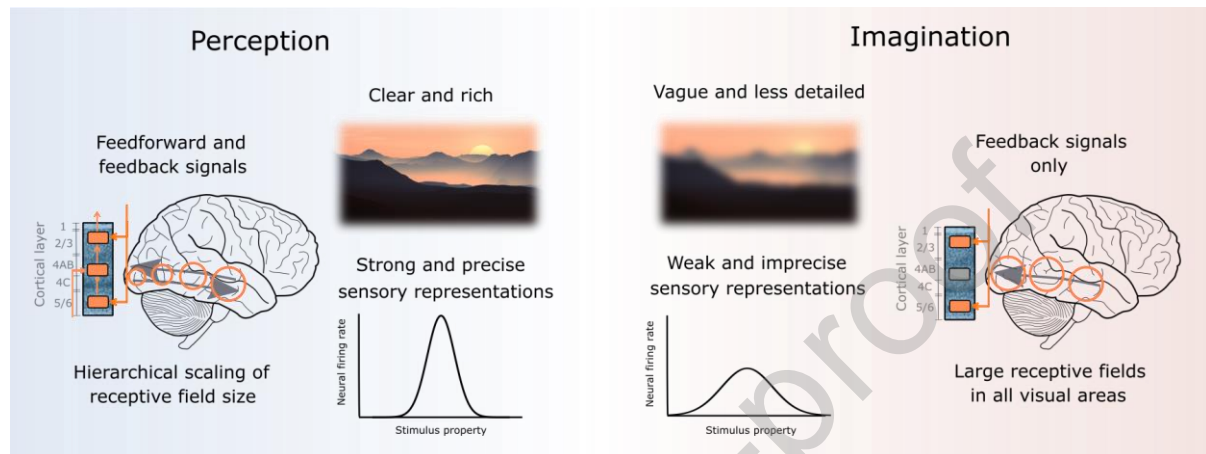 Perception
Clear and rich
Feedforward and
feedback signals
Cortical layer
1
2/3
4AB
4C
5/6
Strong and precise
sensory representations
Neural firing rate
Stimulus property
Hierarchical scaling of
receptive field size
Imagination
Vague and less detailed
Feedback signals
only
Weak and imprecise
sensory representations
Neural firing rate
Stimulus property
Cortical layer
1
2/3
4AB
4C
5/6
Large receptive fields
in all visual areas